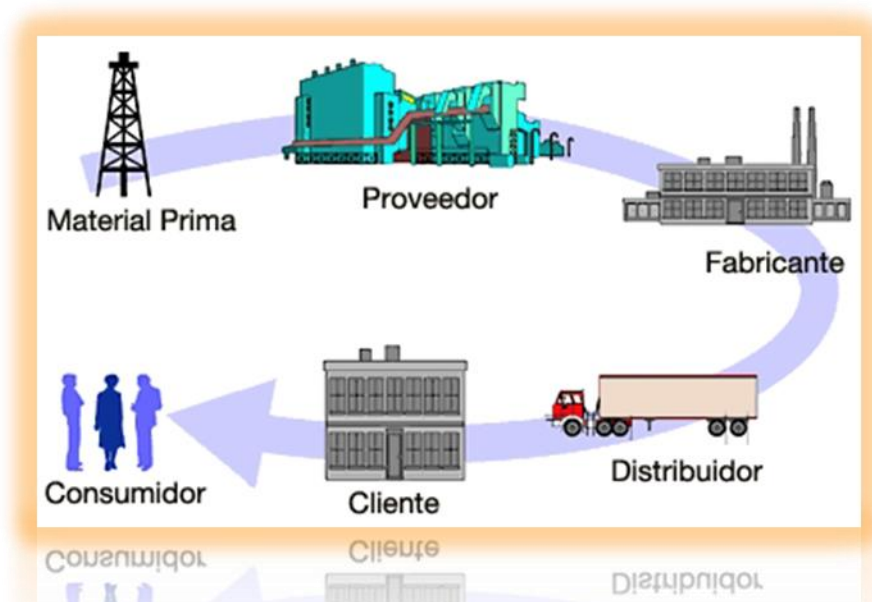 Material Prima
Proveedor
Fabricante
Distribuidor
Cliente
Consumidor